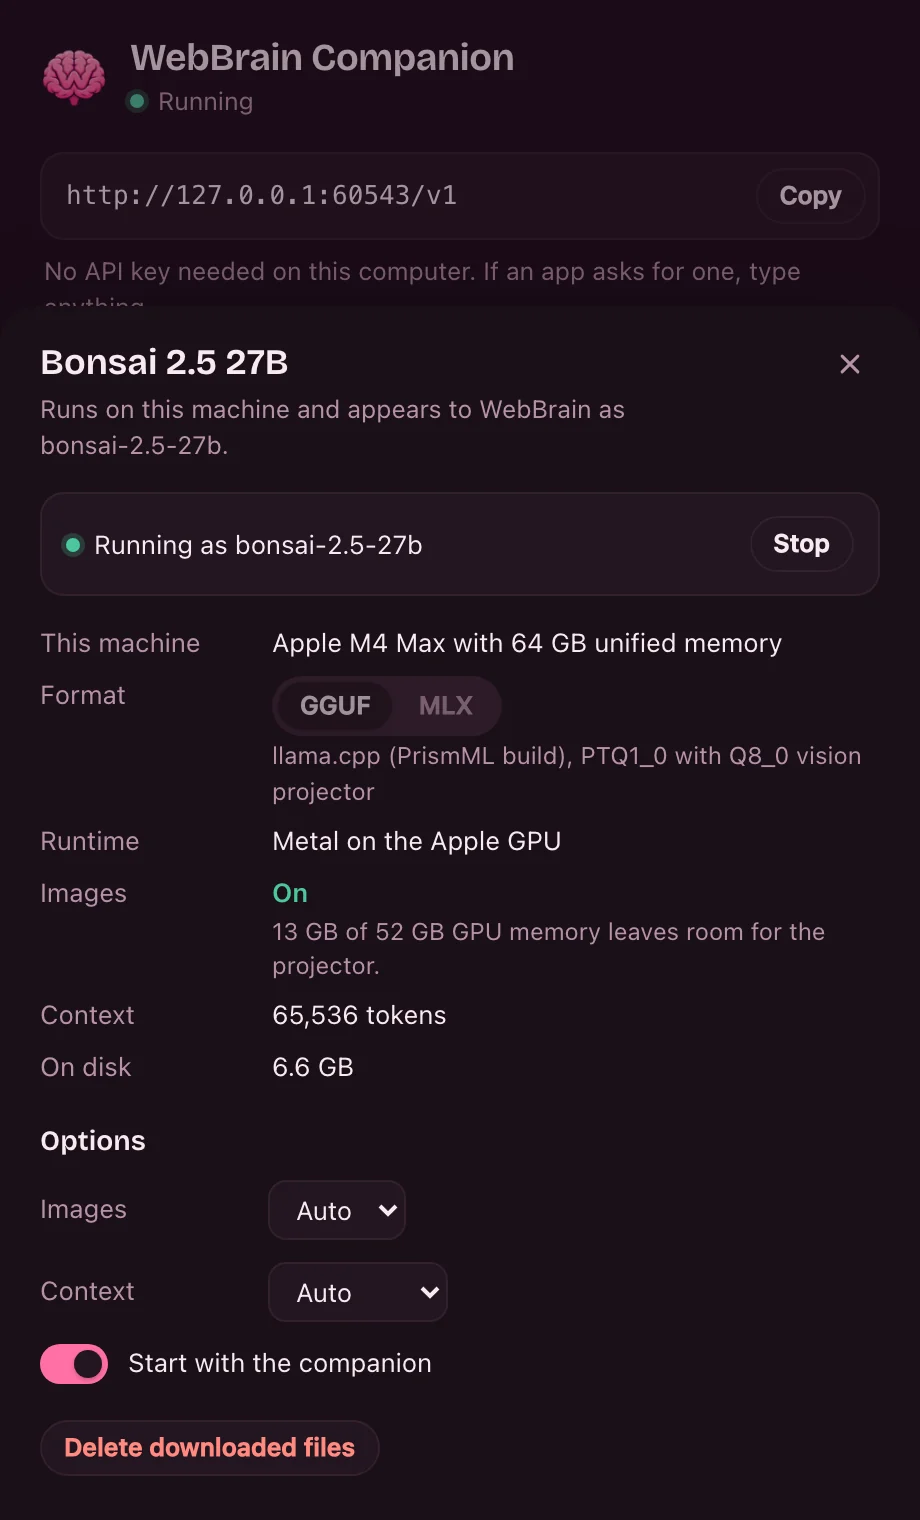 WebBrain Companion
Running
http://127.0.0.1:60543/v1
Copy
No API key needed on this computer. If an app asks for one, type
anything.
Bonsai 2.5 27B
Runs on this machine and appears to WebBrain as
bonsai-2.5-27b.
Running as bonsai-2.5-27b
Stop
This machine
Apple M4 Max with 64 GB unified memory
Format
GGUF MLX
llama.cpp (PrismML build), PTQ1_0 with Q8_0 vision
projector
Runtime
Metal on the Apple GPU
Images
On
13 GB of 52 GB GPU memory leaves room for the
projector.
Context
65,536 tokens
On disk
6.6 GB
Options
Images
Auto
Context
Auto
Start with the companion
Delete downloaded files